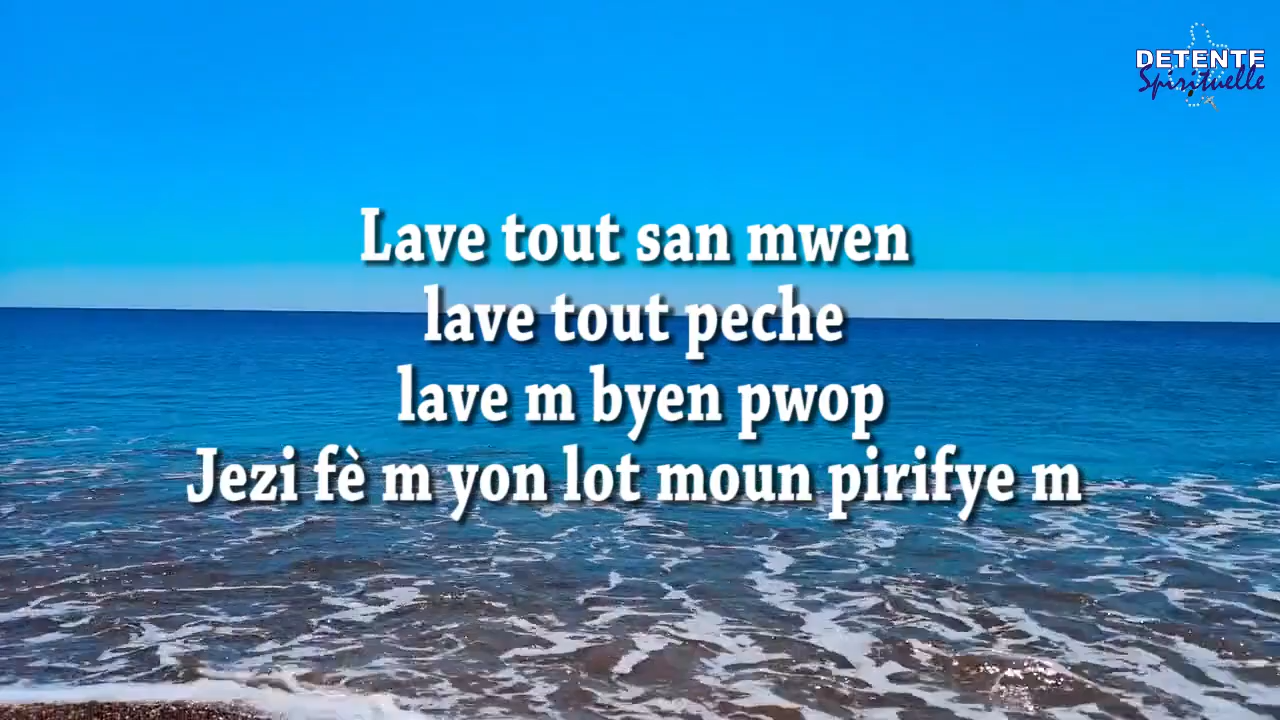 DETENTE
Spirituelle
Lave tout san mwen
lave tout peche
lave m byen pwop
Jezi fè m yon lot moun pirifye m